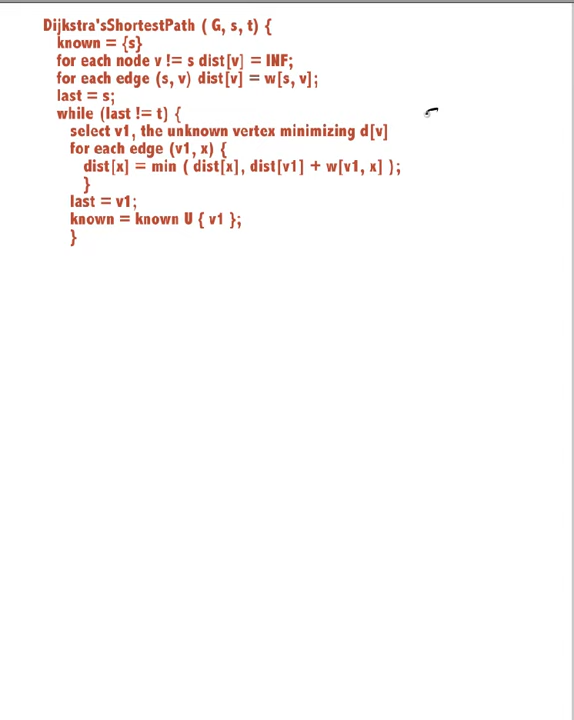 Dijkstra'sShortestPath ( G, s, t) {
known = {s}
for each node v != s dist[v] = INF;
for each edge (s, v) dist[v] = w[s, v];
last = s;
while (last != t) {
select v1, the unknown vertex minimizing d[v]
for each edge (v1, x) {
dist[x] = min ( dist[x], dist[v1] + w[v1, x] );
}
last = v1;
known = known U { v1 };
}